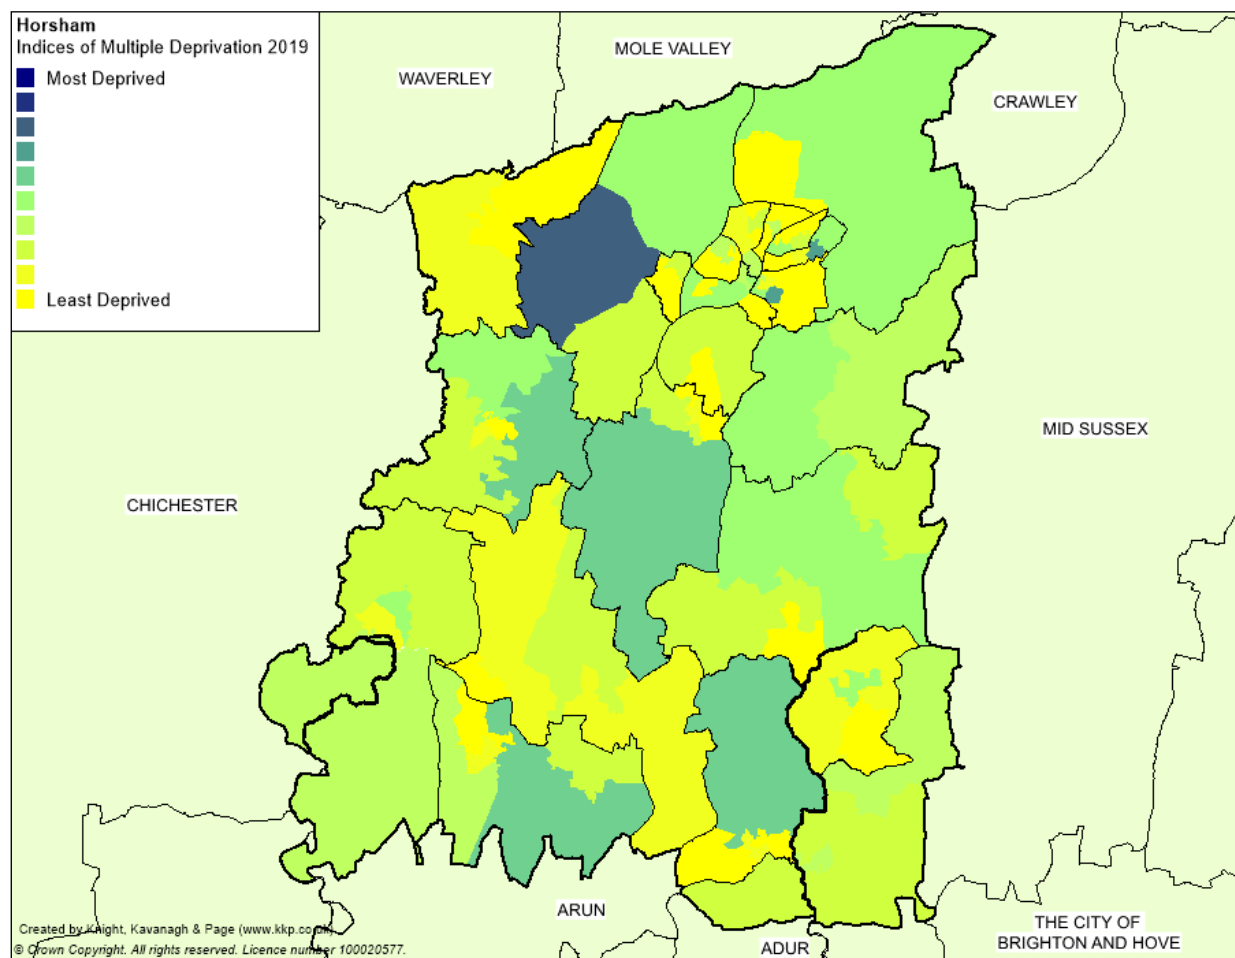 Horsham
Indices of Multiple Deprivation 2019
Most Deprived
Least Deprived
MOLE VALLEY
WAVERLEY
CRAWLEY
MID SUSSEX
CHICHESTER
ARUN
ADUR
THE CITY OF
BRIGHTON AND HOVE
Created by Knight, Kavanagh & Page (www.kkp.co.uk)
© Crown Copyright. All rights reserved. Licence number 100020577.